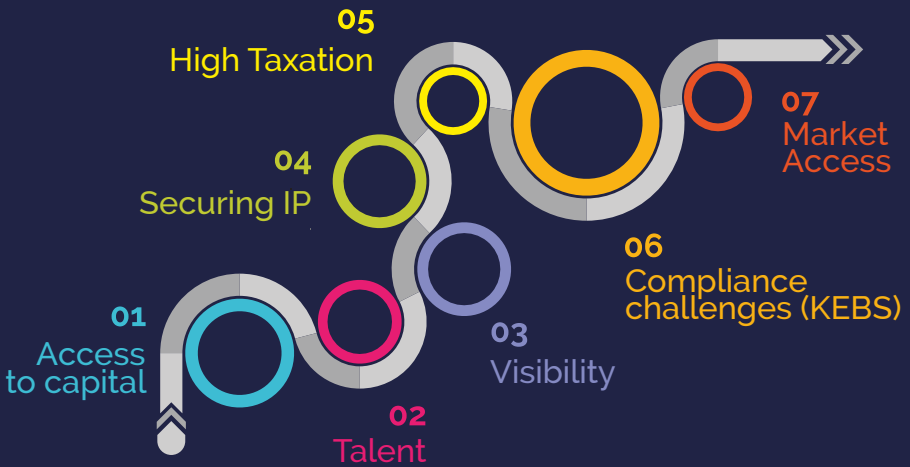 01
Access
to capital
02
Talent
03
Visibility
04
Securing IP
05
High Taxation
06
Compliance
challenges (KEBS)
07
Market
Access